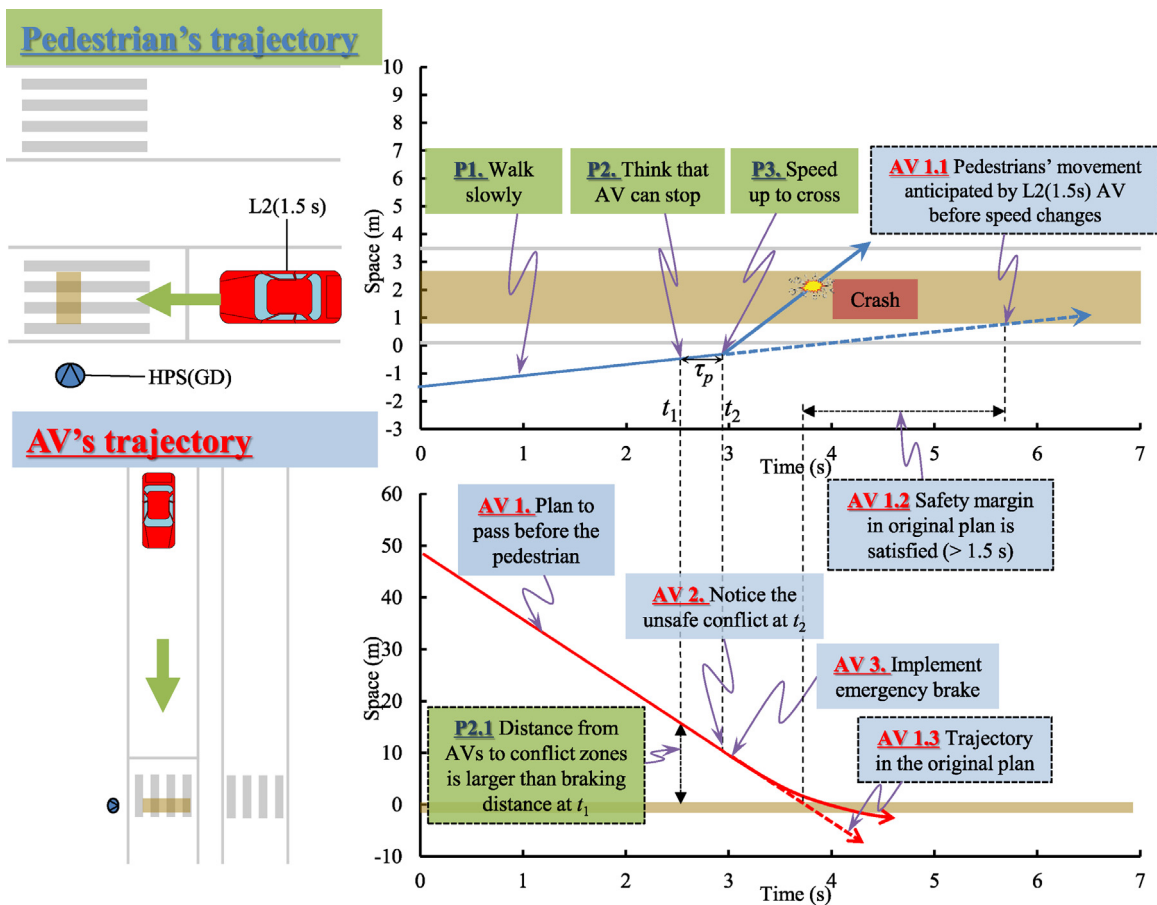 Pedestrian's trajectory
L2(1.5 s)
HPS(GD)
AV's trajectory
Space (m)
10
9
8
7
6
5
4
3
2
1
0
-1
-2
-3
P1. Walk
slowly
P2. Think that
AV can stop
P3. Speed
up to cross
AV 1.1 Pedestrians' movement
anticipated by L2(1.5s) AV
before speed changes
Crash
τp
t1
t2
0
1
2
3
4
5
6
7
Time (s)
Space (m)
60
50
40
30
20
10
0
-10
AV 1. Plan to
pass before the
pedestrian
AV 1.2 Safety margin
in original plan is
satisfied (> 1.5 s)
AV 2. Notice the
unsafe conflict at t2
AV 3. Implement
emergency brake
P2.1 Distance from
AVs to conflict zones
is larger than braking
distance at t1
AV 1.3 Trajectory
in the original plan
0
1
2
3
4
5
6
7
Time (s)